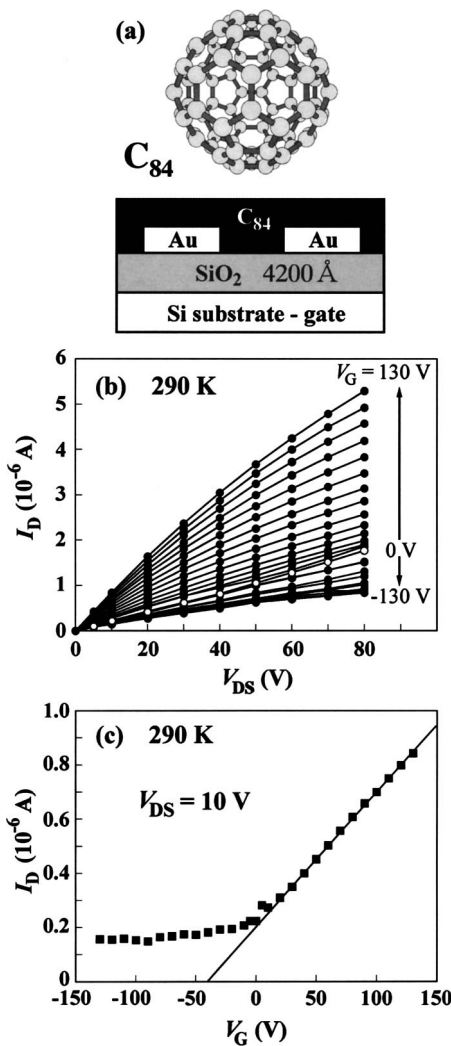 (a)
C84
C84
Au Au
SiO2 4200 Å
Si substrate - gate
6
5
4
3
2
1
0
ID (10-6 A)
(b) 290 K
VG = 130 V
0 V
-130 V
0 20 40 60 80 100
VDS (V)
1.0
0.8
0.6
0.4
0.2
0
ID (10-6 A)
(c) 290 K
VDS = 10 V
-150 -100 -50 0 50 100 150
VG (V)